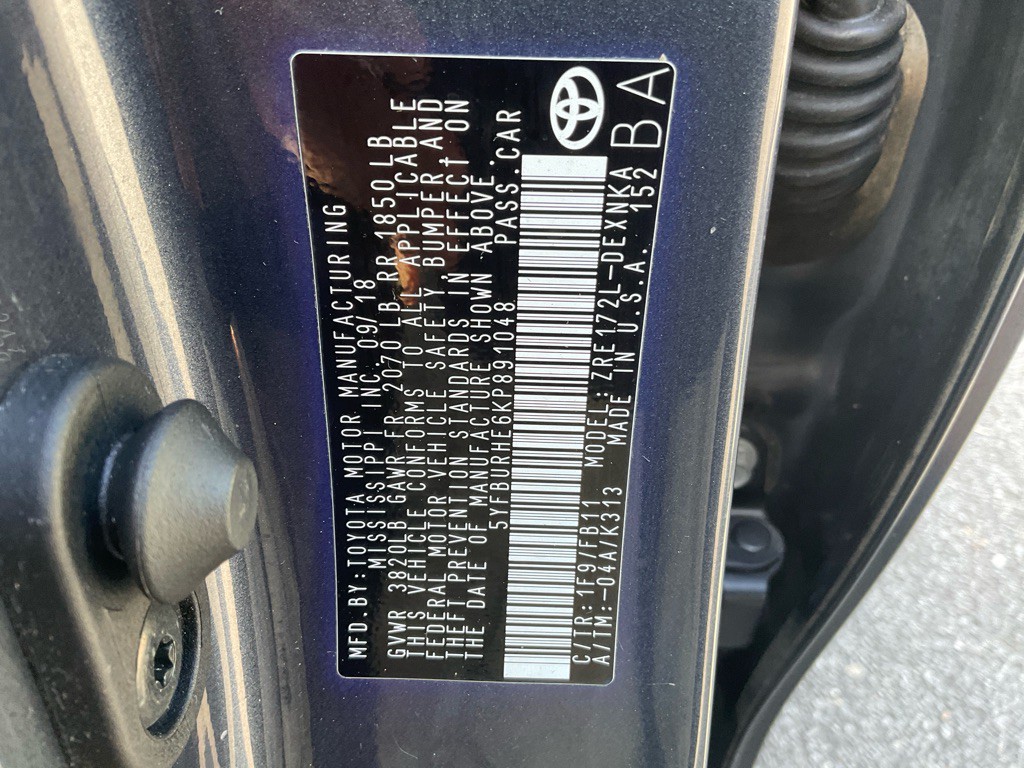 MFD.BY:TOYOTA MOTOR MANUFACTURING
MISSISSIPPI INC. 09/18
GVWR 3820LB GAWR FR 2070 LB RR 1850LB
THIS VEHICLE CONFORMS TO ALL APPLICABLE
FEDERAL MOTOR VEHICLE SAFETY, BUMPER AND
THEFT PREVENTION STANDARDS IN EFFECT ON
THE DATE OF MANUFACTURE SHOWN ABOVE.
5YFBURHE6KP891048 PASS.CAR
C/TR:1F9/FB11 MODEL:ZRE172L-DEXNKA
A/TM:-04A/K313 MADE IN U.S.A. 152
BA